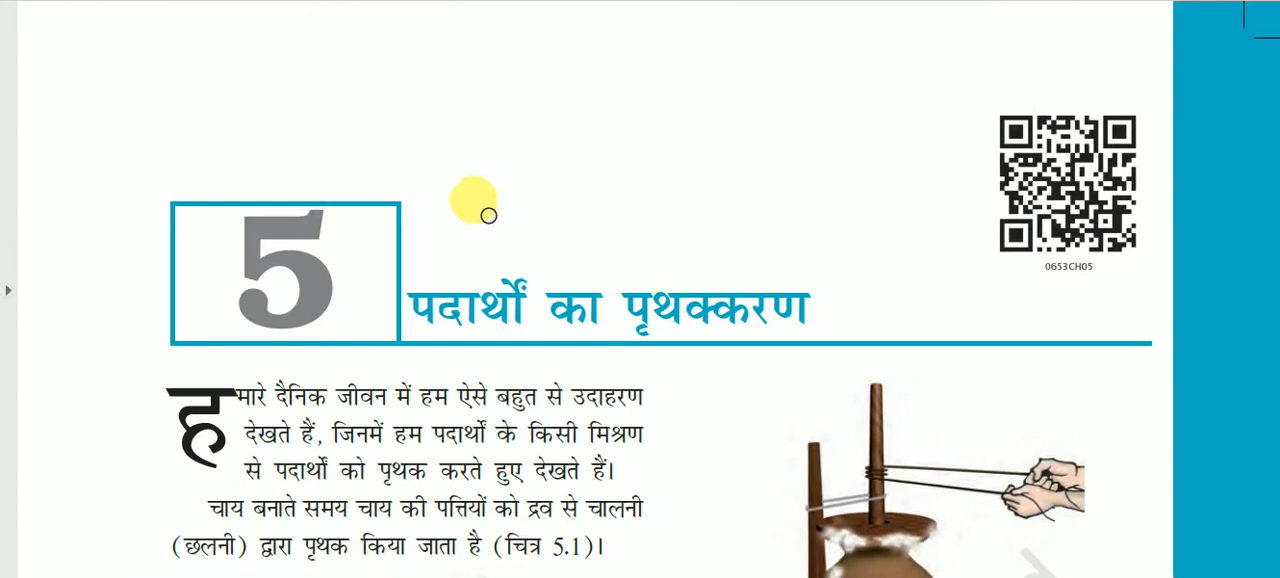 0653CH05
5
पदार्थों का पृथक्करण
हमारे दैनिक जीवन में हम ऐसे बहुत से उदाहरण
देखते हैं, जिनमें हम पदार्थों के किसी मिश्रण
से पदार्थों को पृथक करते हुए देखते हैं।
चाय बनाते समय चाय की पत्तियों को द्रव से चालनी
(छलनी) द्वारा पृथक किया जाता है (चित्र 5.1)।